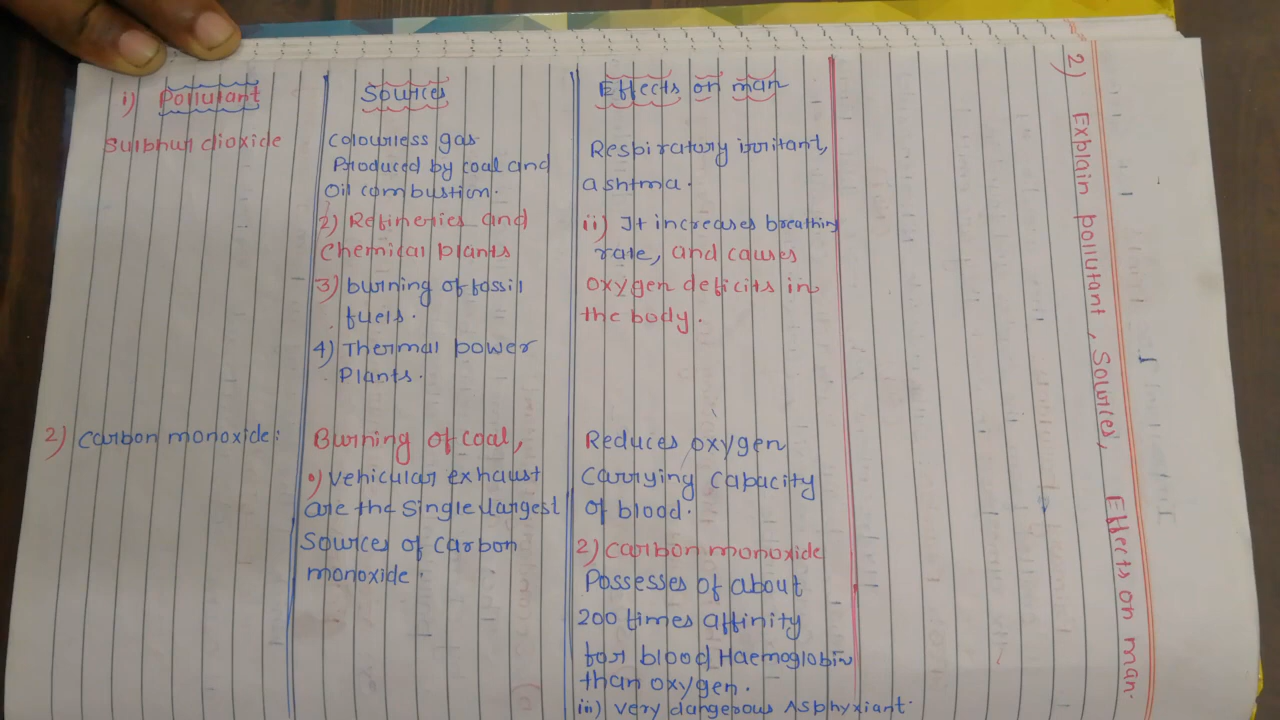 2) Explain pollutant, Sources, Effects on man.
i) Pollutant
Sulphur dioxide
Sources
Colourless gas
Produced by coal and
Oil combustion.
2) Refineries and
Chemical plants
3) burning of fossil
fuels.
4) Thermal power
Plants.
Effects on man
Respiratory irritant,
ashtma.
ii) It increases breathing
rate, and causes
oxygen deficits in
the body.
2) Carbon monoxide:
Burning of coal,
•) vehicular exhaust
are the single largest
Sources of carbon
monoxide.
Reduces oxygen
Carrying Capacity
of blood.
2) Carbon monoxide
Possesses of about
200 times affinity
for blood Haemoglobin
than oxygen.
iii) very dangerous Asphyxiant.